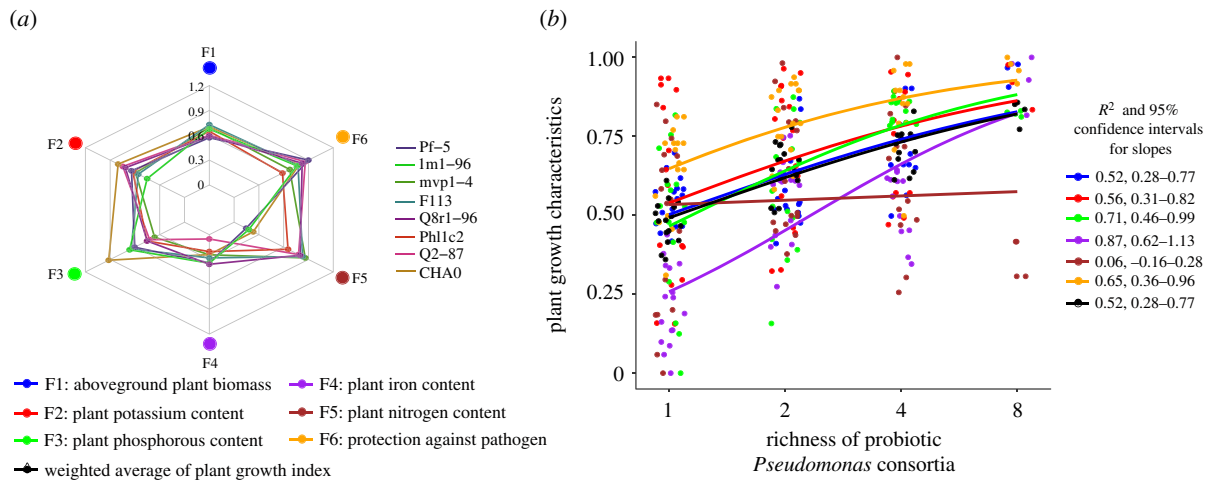 (a)
F1
1,2
0,9
0,6
0,3
0
F2
F6
F3
F5
F4
Pf–5
1m1–96
mvp1–4
F113
Q8r1–96
Phl1c2
Q2–87
CHA0
F1: aboveground plant biomass
F2: plant potassium content
F3: plant phosphorous content
weighted average of plant growth index
F4: plant iron content
F5: plant nitrogen content
F6: protection against pathogen
(b)
plant growth characteristics
1.00
0.75
0.50
0.25
0
1 2 4 8
richness of probiotic
Pseudomonas consortia
R² and 95%
confidence intervals
for slopes
0.52, 0.28–0.77
0.56, 0.31–0.82
0.71, 0.46–0.99
0.87, 0.62–1.13
0.06, –0.16–0.28
0.65, 0.36–0.96
0.52, 0.28–0.77